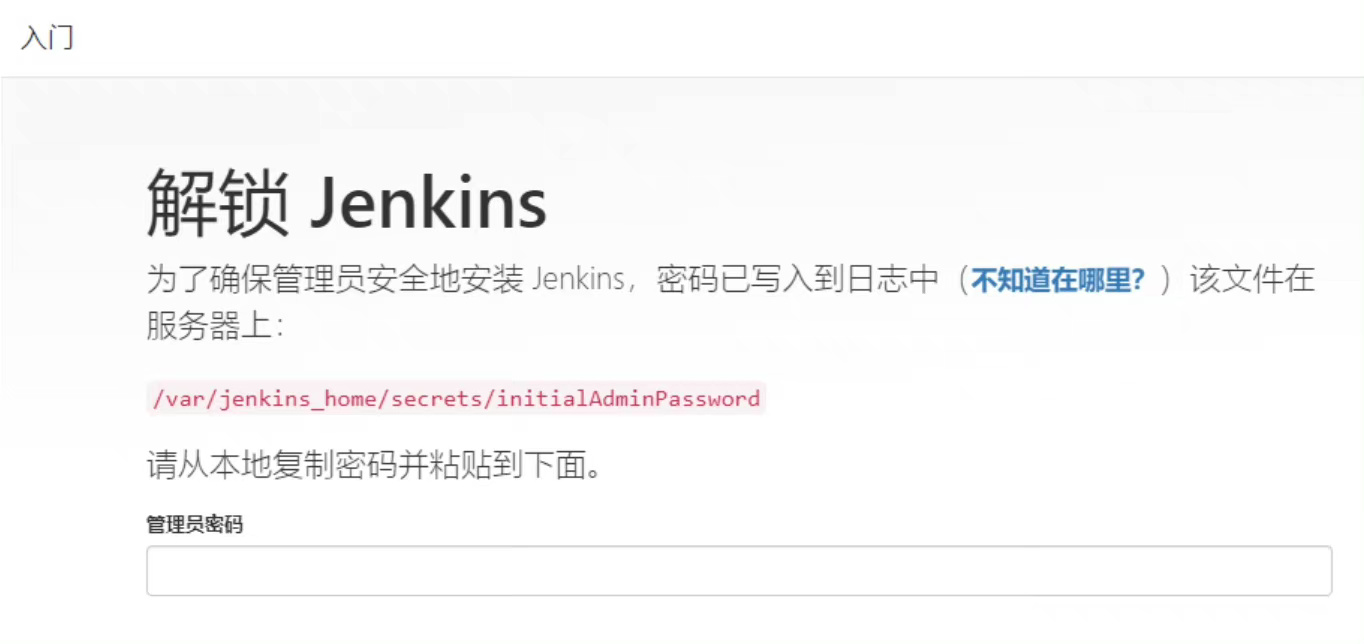 入门
解锁 Jenkins
为了确保管理员安全地安装 Jenkins，密码已写入到日志中（不知道在哪里？）该文件在
服务器上：
/var/jenkins_home/secrets/initialAdminPassword
请从本地复制密码并粘贴到下面。
管理员密码